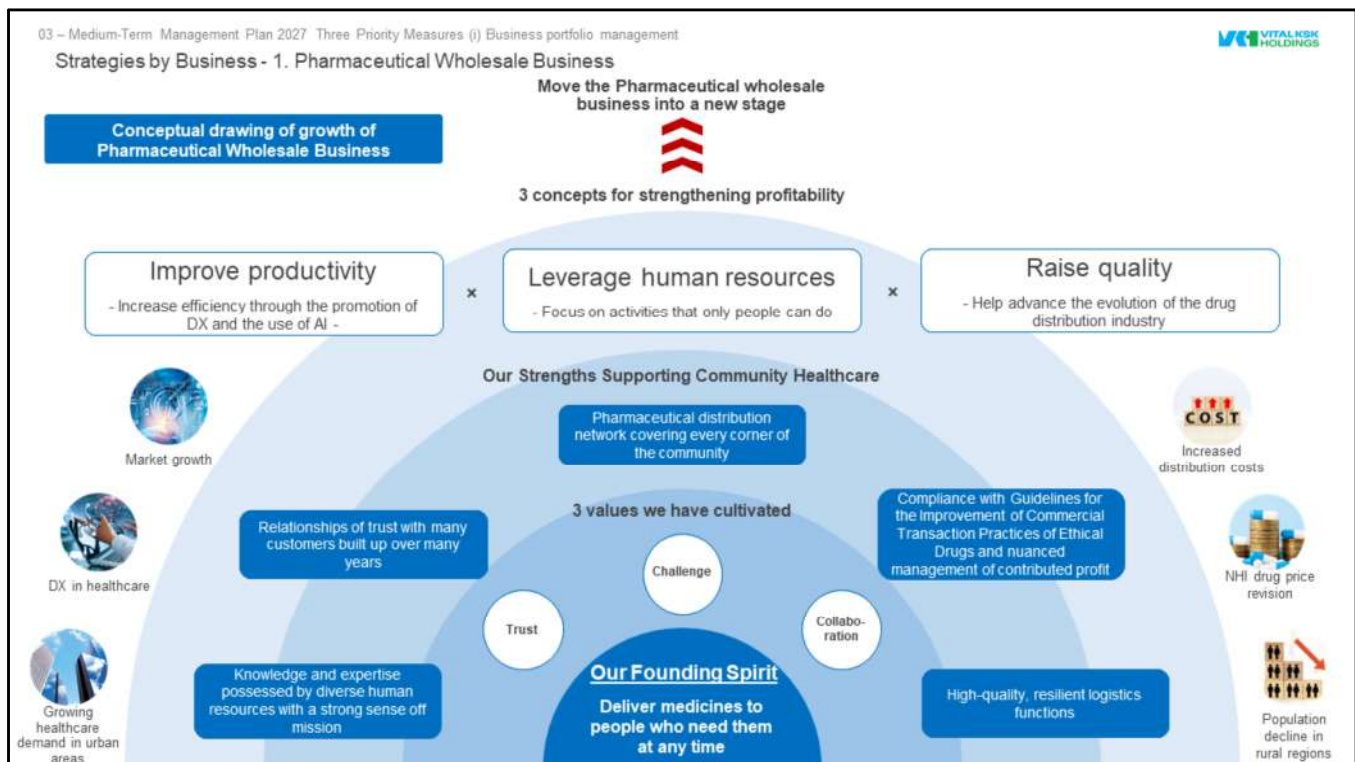 03 – Medium-Term Management Plan 2027 Three Priority Measures (i) Business portfolio management
VITAL KSK
HOLDINGS
Strategies by Business - 1. Pharmaceutical Wholesale Business
Move the Pharmaceutical wholesale
business into a new stage
Conceptual drawing of growth of
Pharmaceutical Wholesale Business
3 concepts for strengthening profitability
Improve productivity
- Increase efficiency through the promotion of
DX and the use of AI -
×
Leverage human resources
- Focus on activities that only people can do
×
Raise quality
- Help advance the evolution of the drug
distribution industry
Our Strengths Supporting Community Healthcare
Pharmaceutical distribution
network covering every corner of
the community
Market growth
COST
Increased
distribution costs
3 values we have cultivated
Relationships of trust with many
customers built up over many
years
Compliance with Guidelines for
the Improvement of Commercial
Transaction Practices of Ethical
Drugs and nuanced
management of contributed profit
DX in healthcare
NHI drug price
revision
Challenge
Trust
Collabo-
ration
Knowledge and expertise
possessed by diverse human
resources with a strong sense off
mission
Our Founding Spirit
Deliver medicines to
people who need them
at any time
High-quality, resilient logistics
functions
Growing
healthcare
demand in urban
areas
Population
decline in
rural regions